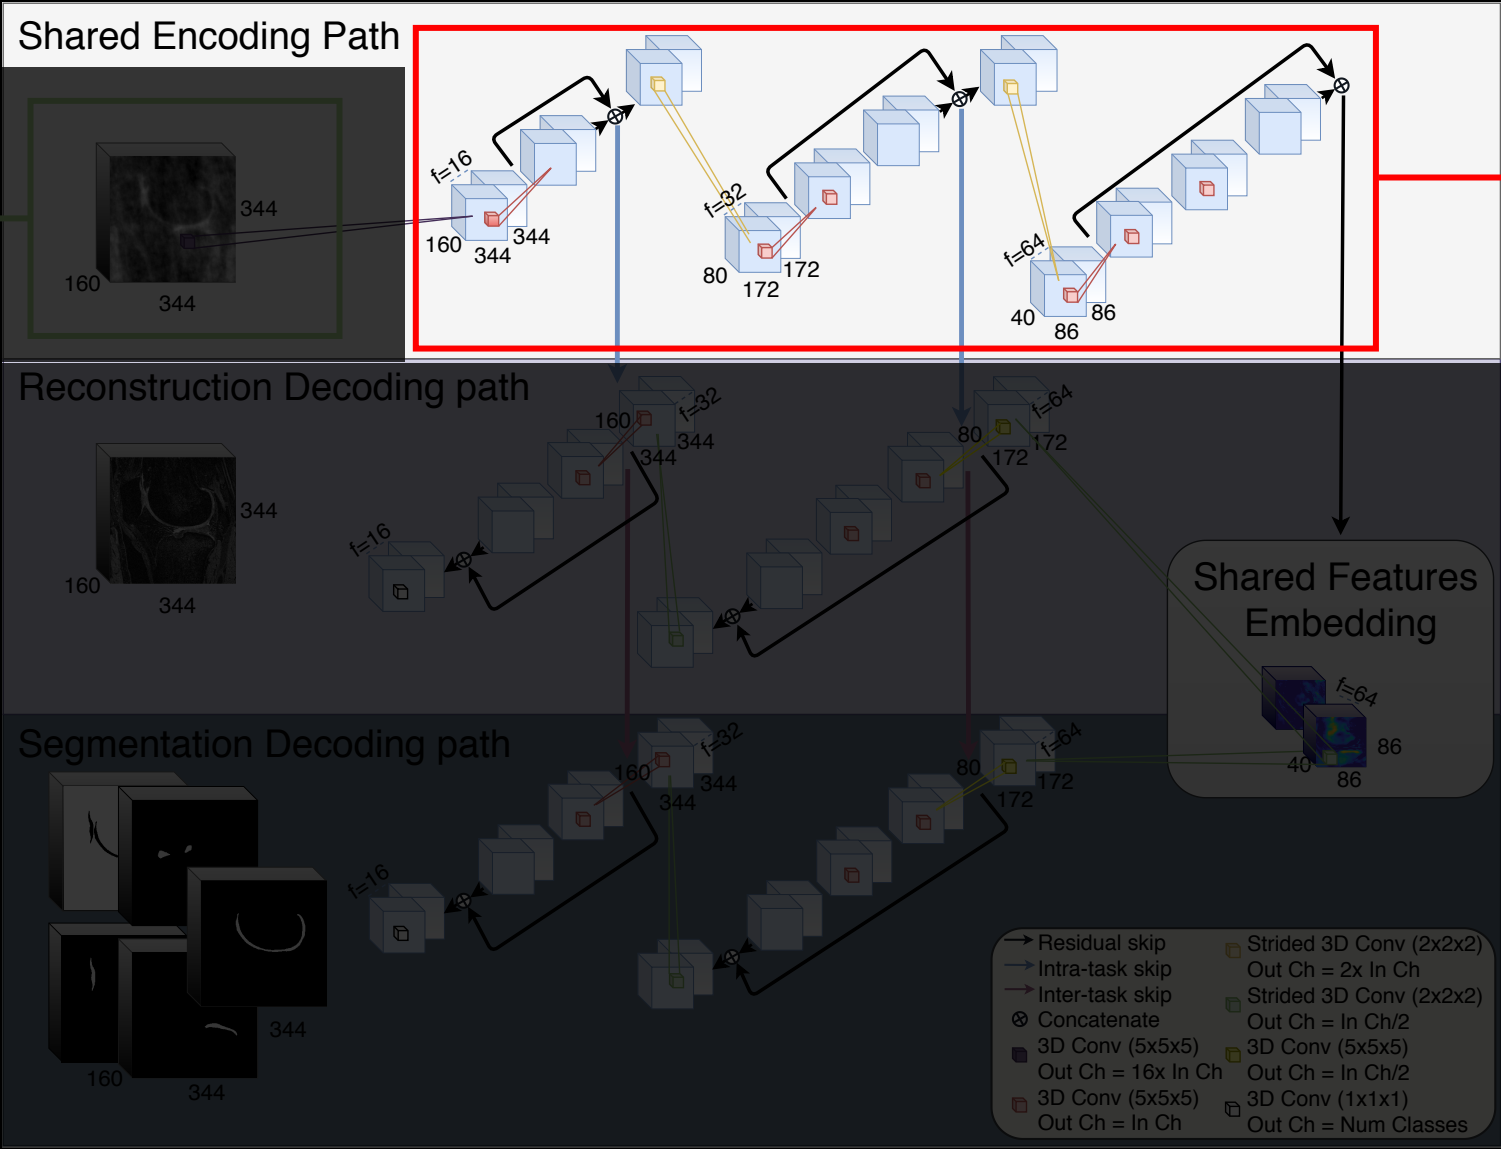 Shared Encoding Path
344
160
344
f=16
160
344
344
f=32
80
172
172
f=64
40
86
86
Reconstruction Decoding path
344
160
344
f=16
160
f=32
344
344
80
f=64
172
172
Shared Features
Embedding
f=64
86
40
86
Segmentation Decoding path
344
160
344
f=16
160
f=32
344
344
80
f=64
172
172
Residual skip
Intra-task skip
Inter-task skip
Concatenate
3D Conv (5x5x5)
Out Ch = 16x In Ch
3D Conv (5x5x5)
Out Ch = In Ch
Strided 3D Conv (2x2x2)
Out Ch = 2x In Ch
Strided 3D Conv (2x2x2)
Out Ch = In Ch/2
3D Conv (5x5x5)
Out Ch = In Ch/2
3D Conv (1x1x1)
Out Ch = Num Classes